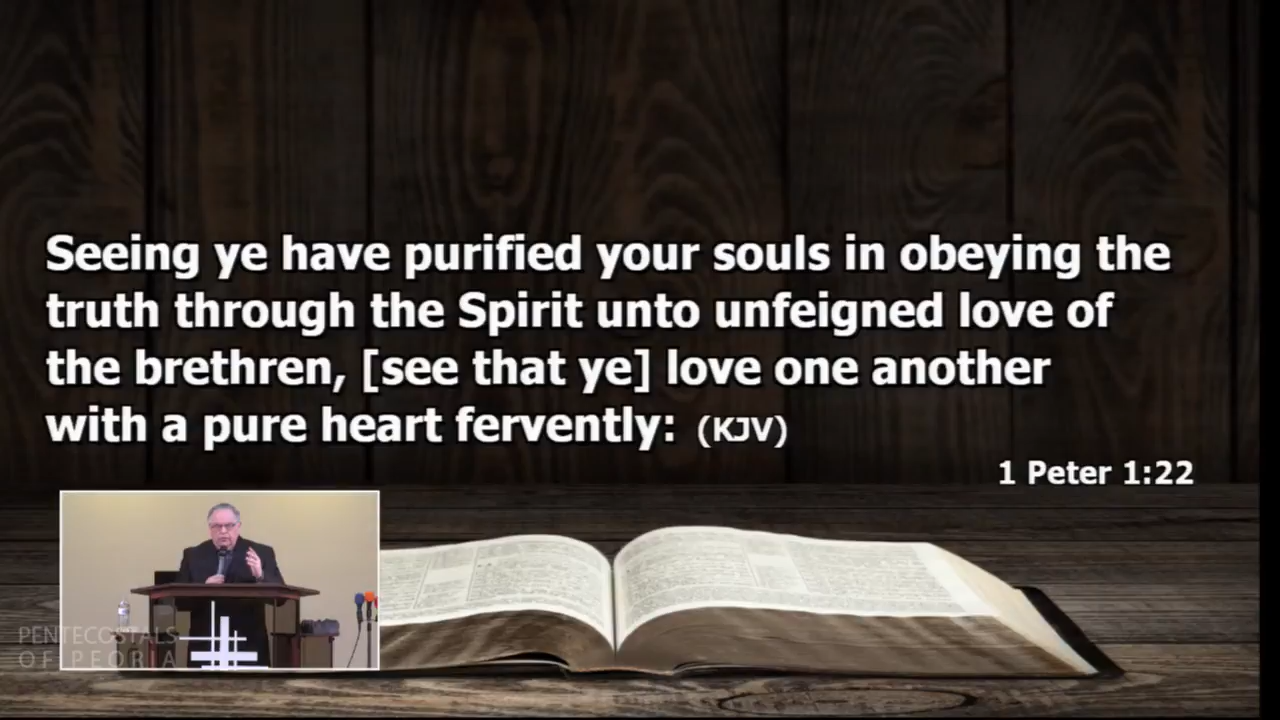 Seeing ye have purified your souls in obeying the
truth through the Spirit unto unfeigned love of
the brethren, [see that ye] love one another
with a pure heart fervently: (KJV)
1 Peter 1:22
PENTECOSTALS
OF PEORIA